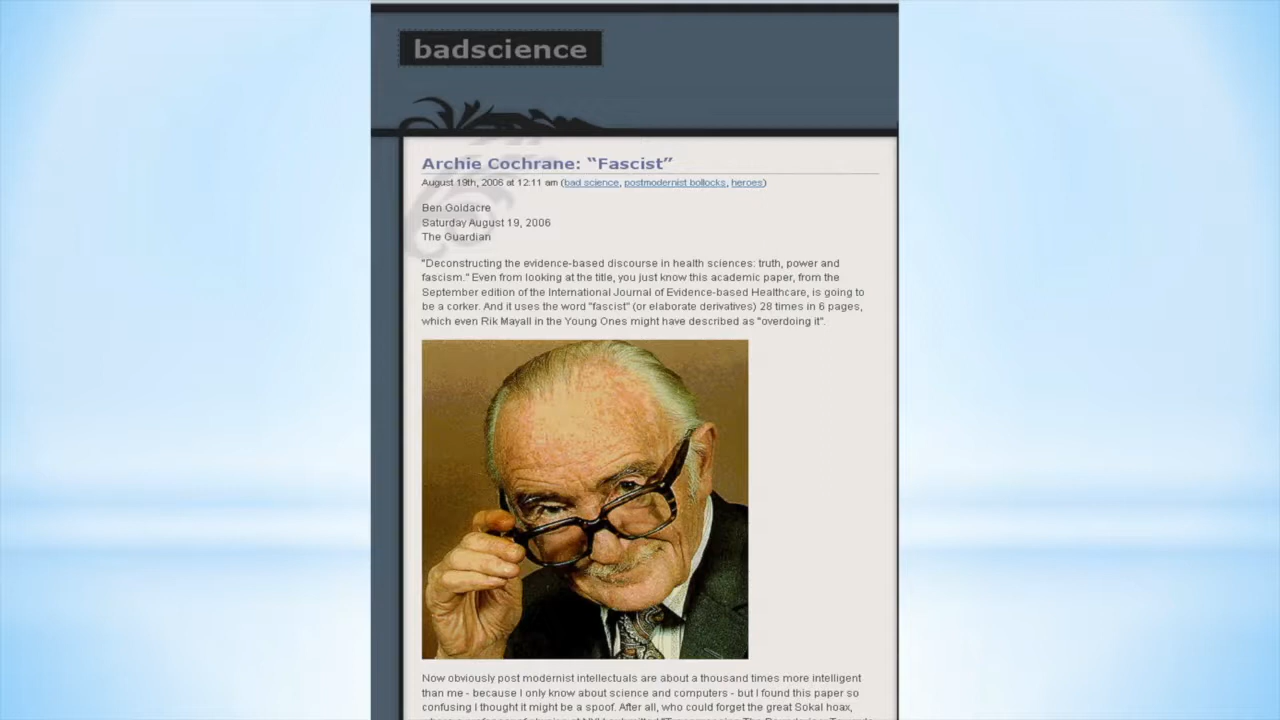 badscience
Archie Cochrane: “Fascist”
August 19th, 2006 at 12:11 am (bad science, postmodernist bollocks, heroes)
Ben Goldacre
Saturday August 19, 2006
The Guardian
"Deconstructing the evidence-based discourse in health sciences: truth, power and
fascism." Even from looking at the title, you just know this academic paper, from the
September edition of the International Journal of Evidence-based Healthcare, is going to
be a corker. And it uses the word "fascist" (or elaborate derivatives) 28 times in 6 pages,
which even Rik Mayall in the Young Ones might have described as "overdoing it".
Now obviously post modernist intellectuals are about a thousand times more intelligent
than me - because I only know about science and computers - but I found this paper so
confusing I thought it might be a spoof. After all, who could forget the great Sokal hoax,